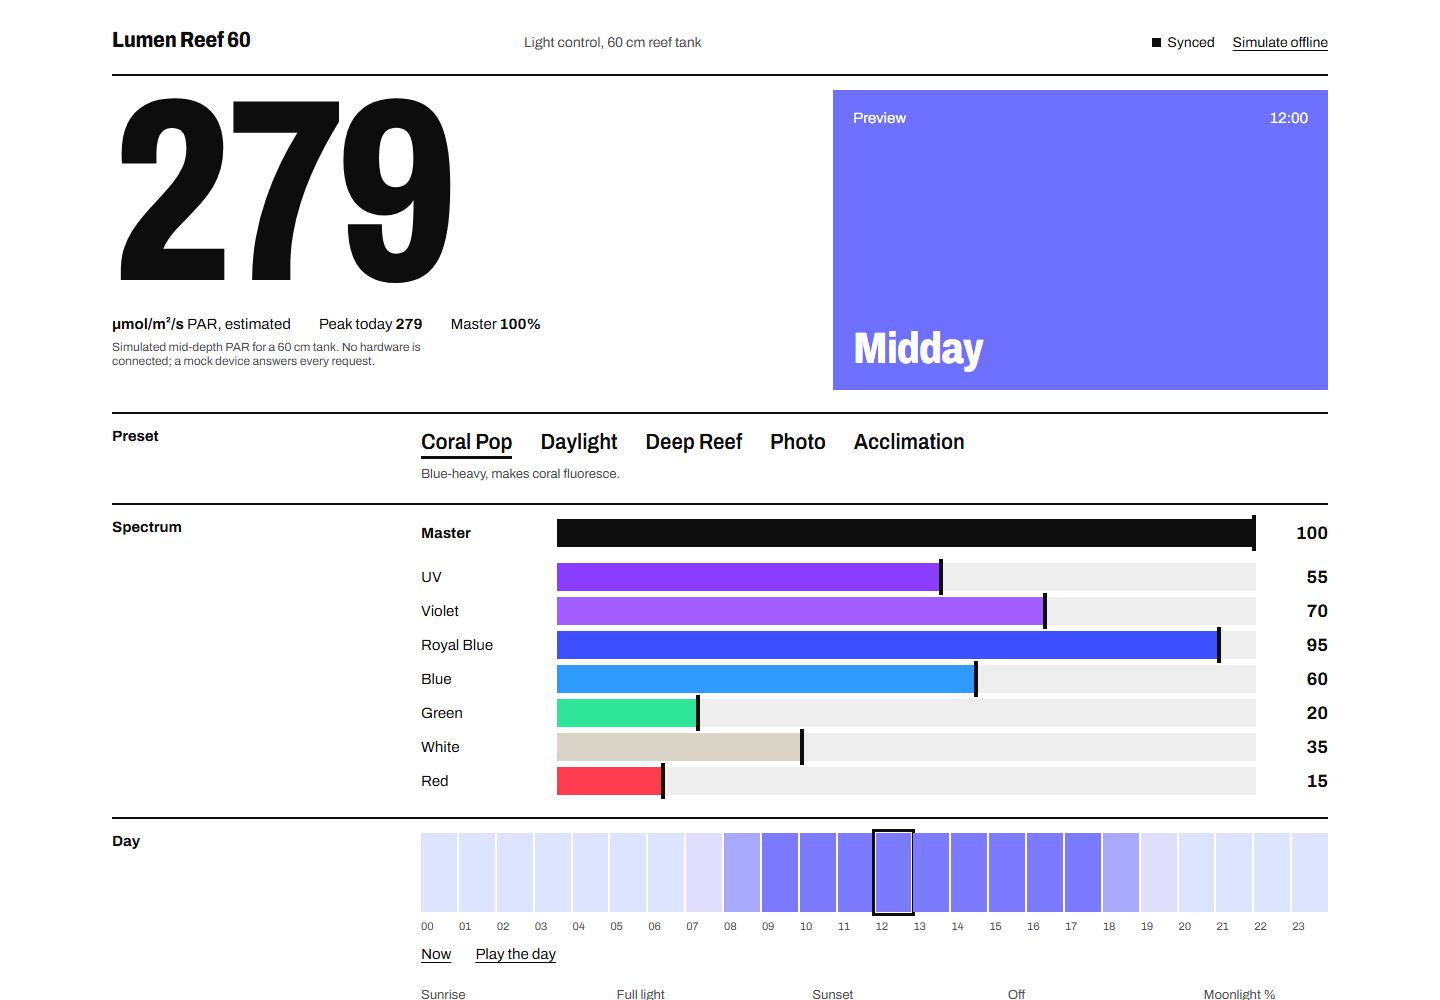 Lumen Reef 60
Light control, 60 cm reef tank
Synced
Simulate offline
279
Preview
12:00
Midday
µmol/m²/s PAR, estimated
Peak today 279
Master 100%
Simulated mid-depth PAR for a 60 cm tank. No hardware is
connected; a mock device answers every request.
Preset
Coral Pop
Daylight
Deep Reef
Photo
Acclimation
Blue-heavy, makes coral fluoresce.
Spectrum
Master 100
UV 55
Violet 70
Royal Blue 95
Blue 60
Green 20
White 35
Red 15
Day
00 01 02 03 04 05 06 07 08 09 10 11 12 13 14 15 16 17 18 19 20 21 22 23
Now
Play the day
Sunrise
Full light
Sunset
Off
Moonlight %